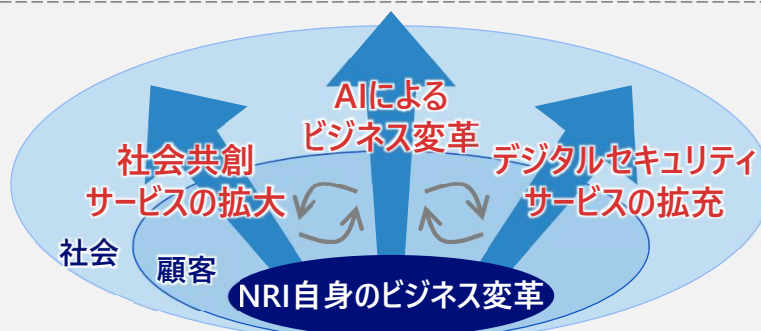 AIによる
ビジネス変革
社会共創
サービスの拡大
デジタルセキュリティ
サービスの拡充
社会
顧客
NRI自身のビジネス変革